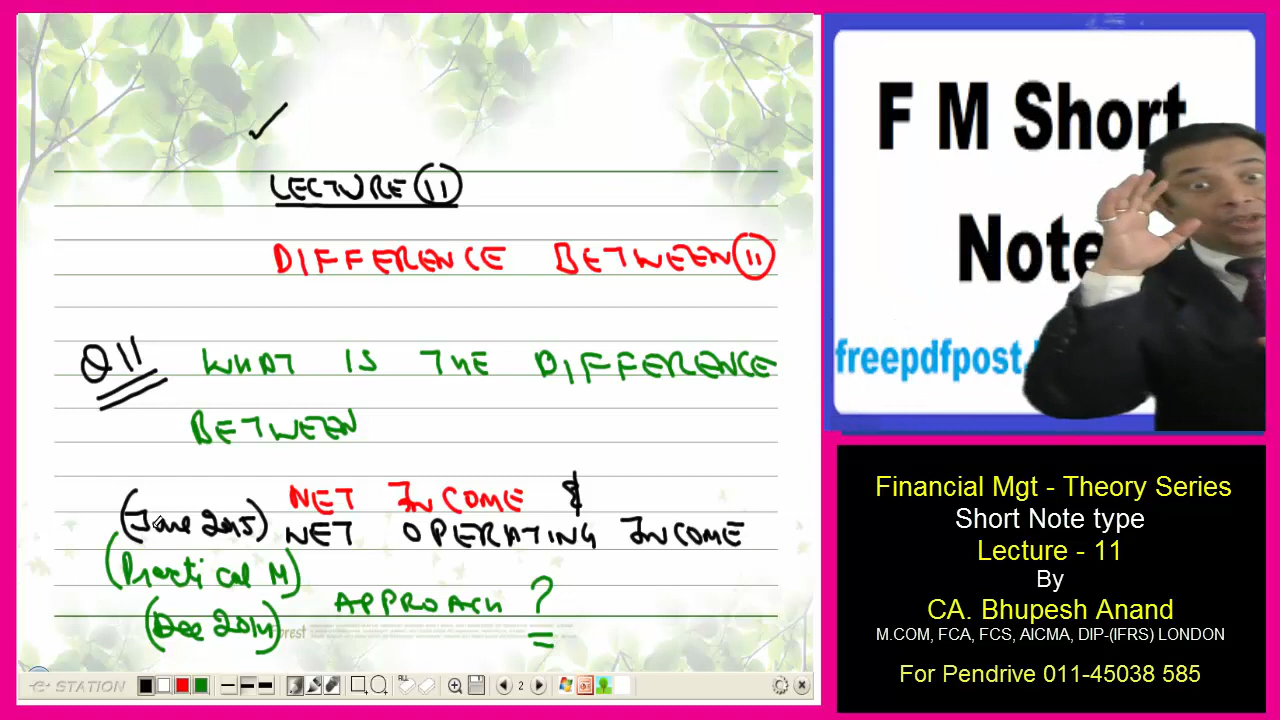 LECTURE 11
DIFFERENCE BETWEEN 11
Q11 WHAT IS THE DIFFERENCE
BETWEEN
NET INCOME &
(June 2015) NET OPERATING INCOME
(Practical M)
APPROACH ?
(Dec 2014)
e-STATION
2
F M Short
Note
freepdfpost.
Financial Mgt - Theory Series
Short Note type
Lecture - 11
By
CA. Bhupesh Anand
M.COM, FCA, FCS, AICMA, DIP-(IFRS) LONDON
For Pendrive 011-45038 585